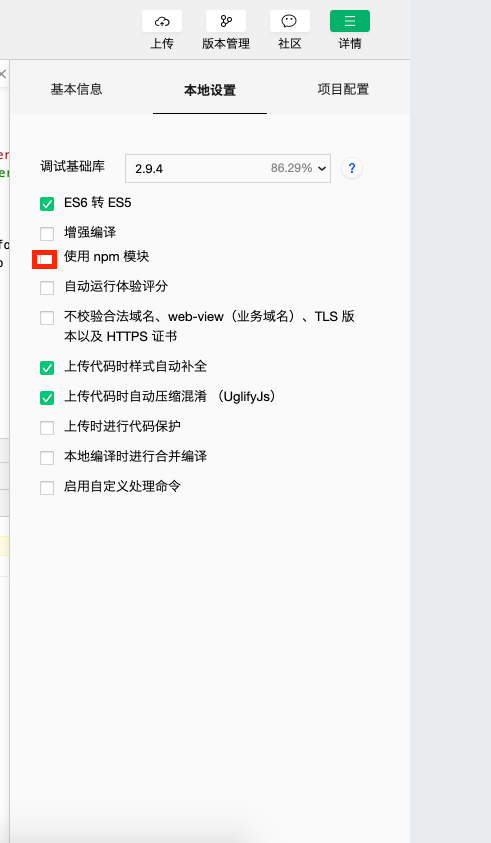 上传 版本管理 社区 详情
基本信息 本地设置 项目配置
调试基础库 2.9.4 86.29% ?
ES6 转 ES5
增强编译
使用 npm 模块
自动运行体验评分
不校验合法域名、web-view（业务域名）、TLS 版
本以及 HTTPS 证书
上传代码时样式自动补全
上传代码时自动压缩混淆 （UglifyJs）
上传时进行代码保护
本地编译时进行合并编译
启用自定义处理命令